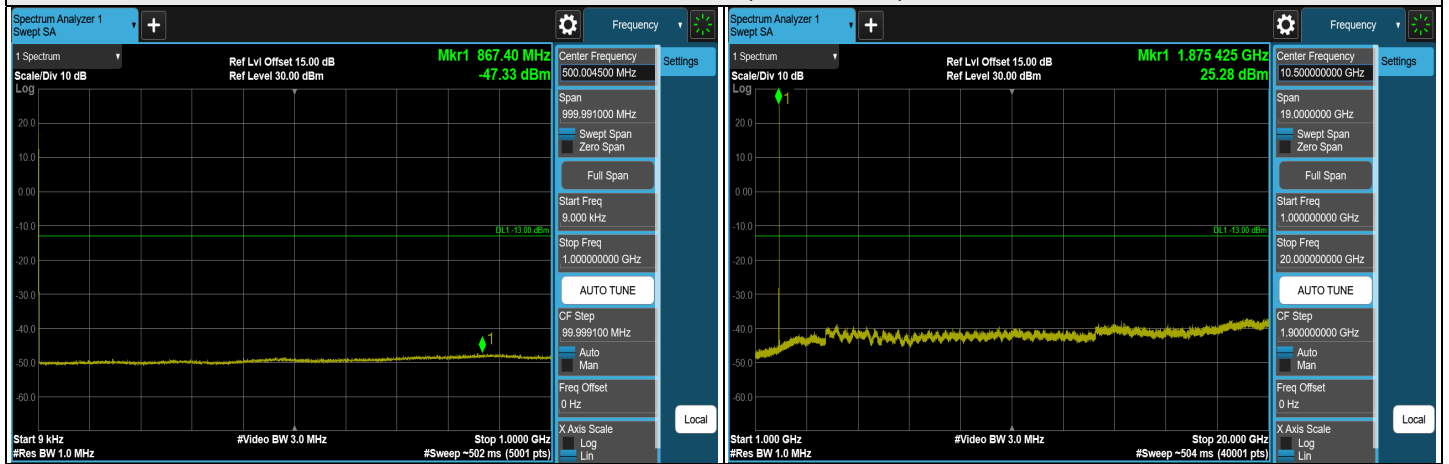 Spectrum Analyzer 1
Swept SA
+
Frequency
1 Spectrum
Scale/Div 10 dB
Log
Ref Lvl Offset 15.00 dB
Ref Level 30.00 dBm
Mkr1 867.40 MHz
-47.33 dBm
1
20.0
10.0
0.00
-10.0
-20.0
-30.0
-40.0
-50.0
-60.0
DL1 -13.00 dBm
Start 9 kHz
#Res BW 1.0 MHz
#Video BW 3.0 MHz
Stop 1.0000 GHz
#Sweep ~502 ms (5001 pts)
Center Frequency
500.004500 MHz
Settings
Span
999.991000 MHz
Swept Span
Zero Span
Full Span
Start Freq
9.000 kHz
Stop Freq
1.000000000 GHz
AUTO TUNE
CF Step
99.999100 MHz
Auto
Man
Freq Offset
0 Hz
X Axis Scale
Log
Lin
Local
Spectrum Analyzer 1
Swept SA
+
Frequency
1 Spectrum
Scale/Div 10 dB
Log
Ref Lvl Offset 15.00 dB
Ref Level 30.00 dBm
Mkr1 1.875 425 GHz
25.28 dBm
1
20.0
10.0
0.00
-10.0
-20.0
-30.0
-40.0
-50.0
-60.0
DL1 -13.00 dBm
Start 1.000 GHz
#Res BW 1.0 MHz
#Video BW 3.0 MHz
Stop 20.000 GHz
#Sweep ~504 ms (40001 pts)
Center Frequency
10.500000000 GHz
Settings
Span
19.0000000 GHz
Swept Span
Zero Span
Full Span
Start Freq
1.000000000 GHz
Stop Freq
20.000000000 GHz
AUTO TUNE
CF Step
1.900000000 GHz
Auto
Man
Freq Offset
0 Hz
X Axis Scale
Log
Lin
Local